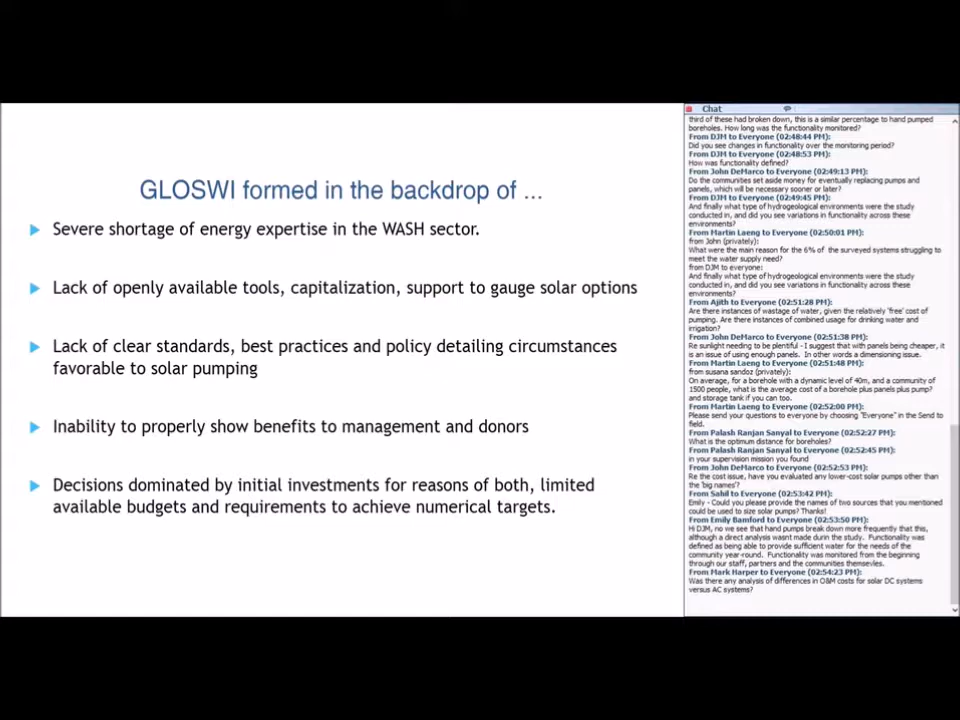 GLOSWI formed in the backdrop of ...
Severe shortage of energy expertise in the WASH sector.
Lack of openly available tools, capitalization, support to gauge solar options
Lack of clear standards, best practices and policy detailing circumstances
favorable to solar pumping
Inability to properly show benefits to management and donors
Decisions dominated by initial investments for reasons of both, limited
available budgets and requirements to achieve numerical targets.
Chat
third of these had broken down, this is a similar percentage to hand pumped
boreholes. How long was the functionality monitored?
From DJM to Everyone (02:48:44 PM):
Did you see changes in functionality over the monitoring period?
From DJM to Everyone (02:48:53 PM):
How was functionality defined?
From John DeMarco to Everyone (02:49:13 PM):
Do the communities set aside money for eventually replacing pumps and
panels, which will be necessary sooner or later?
From DJM to Everyone (02:49:45 PM):
And finally what type of hydrogeological environments were the study
conducted in, and did you see variations in functionality across these
environments?
From Martin Laeng to Everyone (02:50:01 PM):
from John (privately):
What were the main reason for the 6% of the surveyed systems struggling to
meet the water supply need?
from DJM to everyone:
And finally what type of hydrogeological environments were the study
conducted in, and did you see variations in functionality across these
environments?
From Ajith to Everyone (02:51:28 PM):
Are there instances of wastage of water, given the relatively 'free' cost of
pumping. Are there instances of combined usage for drinking water and
irrigation?
From John DeMarco to Everyone (02:51:38 PM):
Re sunlight needing to be plentiful - I suggest that with panels being cheaper, it
is an issue of using enough panels. In other words a dimensioning issue.
From Martin Laeng to Everyone (02:51:48 PM):
from susana sandoz (privately):
On average, for a borehole with a dynamic level of 40m, and a community of
1500 people, what is the average cost of a borehole plus panels plus pump?
and storage tank if you can too.
From Martin Laeng to Everyone (02:52:00 PM):
Please send your questions to everyone by choosing "Everyone" in the Send to
field.
From Palash Ranjan Sanyal to Everyone (02:52:27 PM):
What is the optimum distance for boreholes?
From Palash Ranjan Sanyal to Everyone (02:52:45 PM):
in your supervision mission you found
From John DeMarco to Everyone (02:52:53 PM):
Re the cost issue, have you evaluated any lower-cost solar pumps other than
the 'big names'?
From Sahil to Everyone (02:53:42 PM):
Emily - Could you please provide the names of two sources that you mentioned
could be used to size solar pumps? Thanks!
From Emily Bamford to Everyone (02:53:50 PM):
Hi DJM, no we see that hand pumps break down more frequently that this,
although a direct analysis wasnt made durin the study. Functionality was
defined as being able to provide sufficient water for the needs of the
community year-round. Functionality was monitored from the beginning
through our staff, partners and the communities themsevles.
From Mark Harper to Everyone (02:54:23 PM):
Was there any analysis of differences in O&M costs for solar DC systems
versus AC systems?